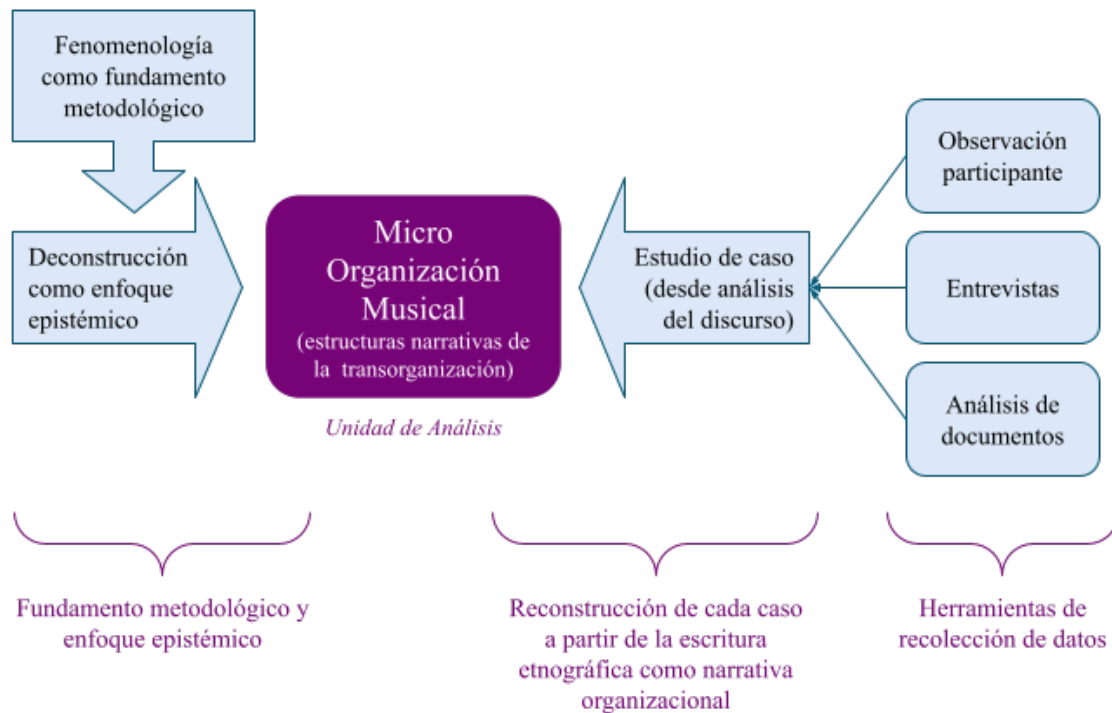 Fenomenología
como fundamento
metodológico
Deconstrucción
como enfoque
epistémico
Micro
Organización
Musical
(estructuras narrativas de
la transorganización)
Unidad de Análisis
Estudio de caso
(desde análisis
del discurso)
Observación
participante
Entrevistas
Análisis de
documentos
Fundamento metodológico y
enfoque epistémico
Reconstrucción de cada caso
a partir de la escritura
etnográfica como narrativa
organizacional
Herramientas de
recolección de datos